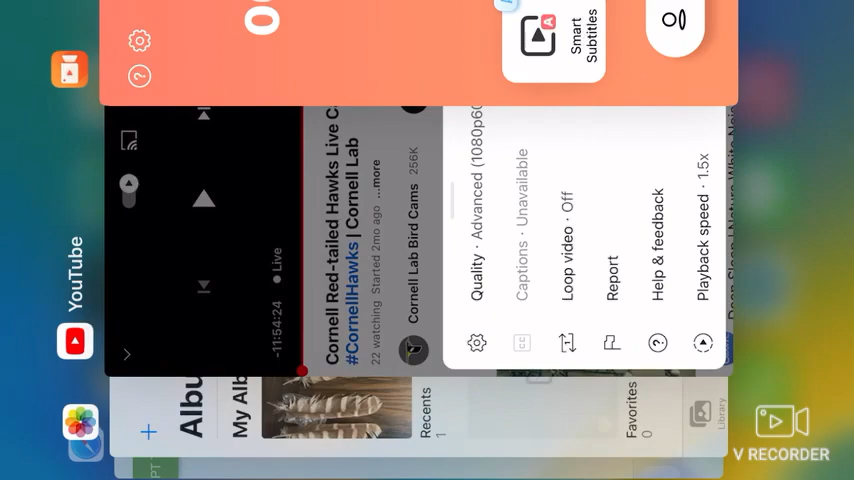 Smart
Subtitles
YouTube
-11:54:24 Live
Cornell Red-tailed Hawks Live
#CornellHawks | Cornell Lab
22 watching Started 2mo ago ...more
Cornell Lab Bird Cams 256K
Quality · Advanced (1080p60
Captions · Unavailable
Loop video · Off
Report
Help & feedback
Playback speed · 1.5x
My Alb
Recents
1
Favorites
0
Library
V RECORDER